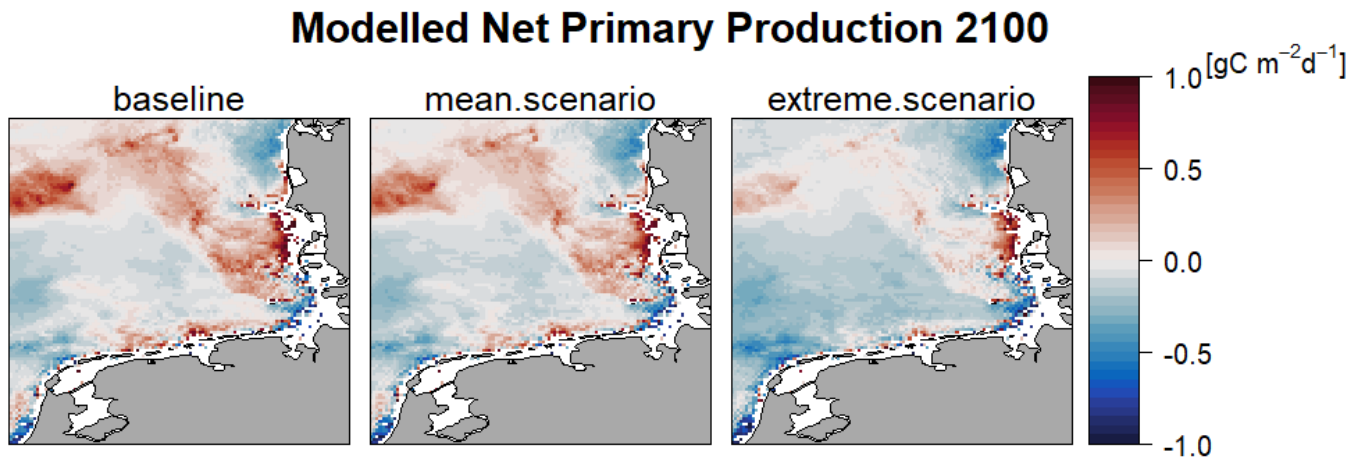 Modelled Net Primary Production 2100
baseline
mean.scenario
extreme.scenario
[gC m⁻²d⁻¹]
1.0
0.5
0.0
-0.5
-1.0